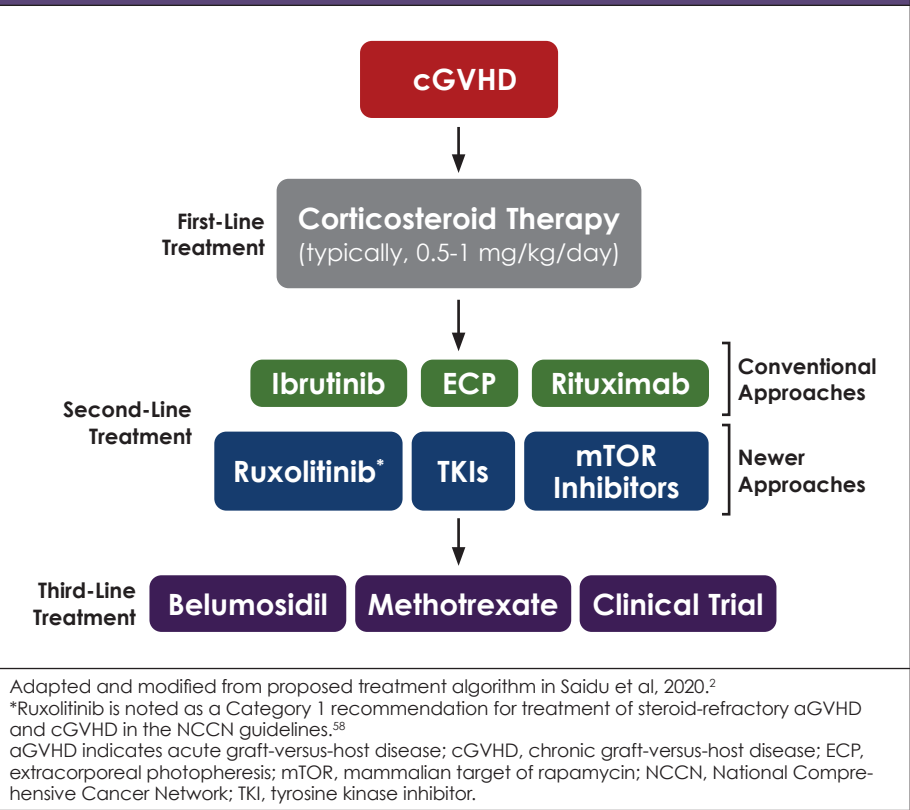 cGVHD
First-Line
Treatment
Corticosteroid Therapy
(typically, 0.5-1 mg/kg/day)
Second-Line
Treatment
Ibrutinib
ECP
Rituximab
Conventional
Approaches
Ruxolitinib*
TKIs
mTOR
Inhibitors
Newer
Approaches
Third-Line
Treatment
Belumosidil
Methotrexate
Clinical Trial
Adapted and modified from proposed treatment algorithm in Saidu et al, 2020.²
*Ruxolitinib is noted as a Category 1 recommendation for treatment of steroid-refractory aGVHD
and cGVHD in the NCCN guidelines.⁵⁸
aGVHD indicates acute graft-versus-host disease; cGVHD, chronic graft-versus-host disease; ECP,
extracorporeal photopheresis; mTOR, mammalian target of rapamycin; NCCN, National Compre-
hensive Cancer Network; TKI, tyrosine kinase inhibitor.